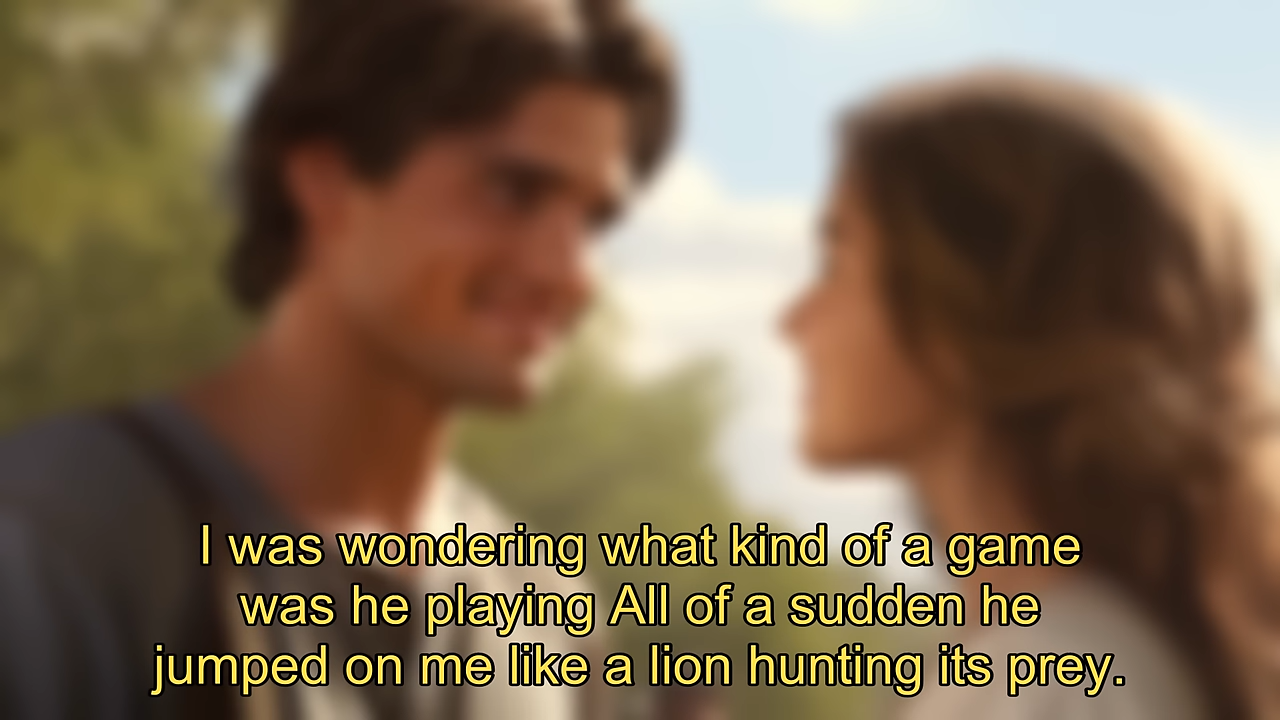 I was wondering what kind of a game
was he playing All of a sudden he
jumped on me like a lion hunting its prey.